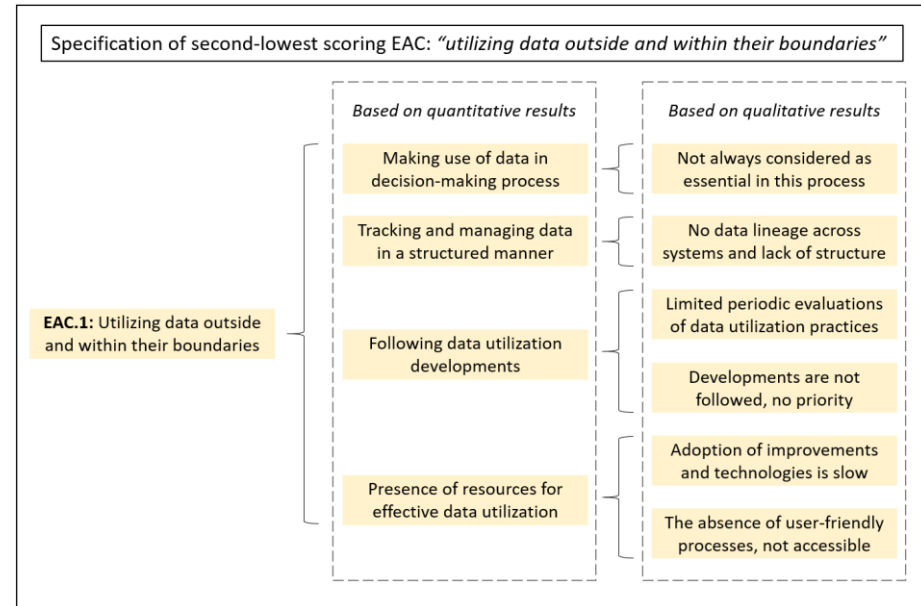 Specification of second-lowest scoring EAC: “utilizing data outside and within their boundaries”
Based on quantitative results
Based on qualitative results
EAC.1: Utilizing data outside
and within their boundaries
Making use of data in
decision-making process
Not always considered as
essential in this process
Tracking and managing data
in a structured manner
No data lineage across
systems and lack of structure
Following data utilization
developments
Limited periodic evaluations
of data utilization practices
Developments are not
followed, no priority
Presence of resources for
effective data utilization
Adoption of improvements
and technologies is slow
The absence of user-friendly
processes, not accessible